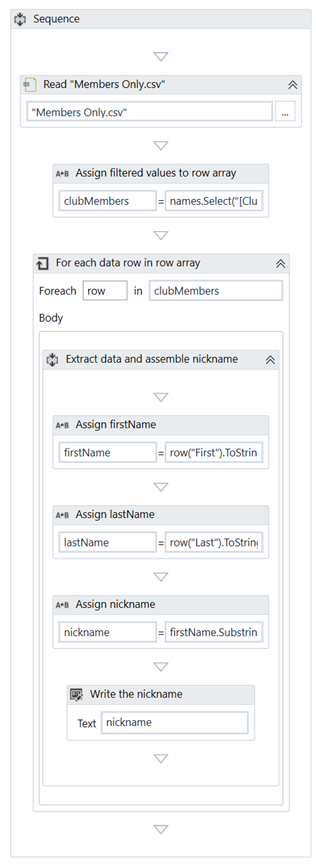 Sequence
Read "Members Only.csv"
"Members Only.csv"
...
A+B Assign filtered values to row array
clubMembers = names.Select("[Clu
For each data row in row array
Foreach row in clubMembers
Body
Extract data and assemble nickname
A+B Assign firstName
firstName = row("First").ToStrin
A+B Assign lastName
lastName = row("Last").ToString
A+B Assign nickname
nickname = firstName.Substrin
Write the nickname
Text nickname